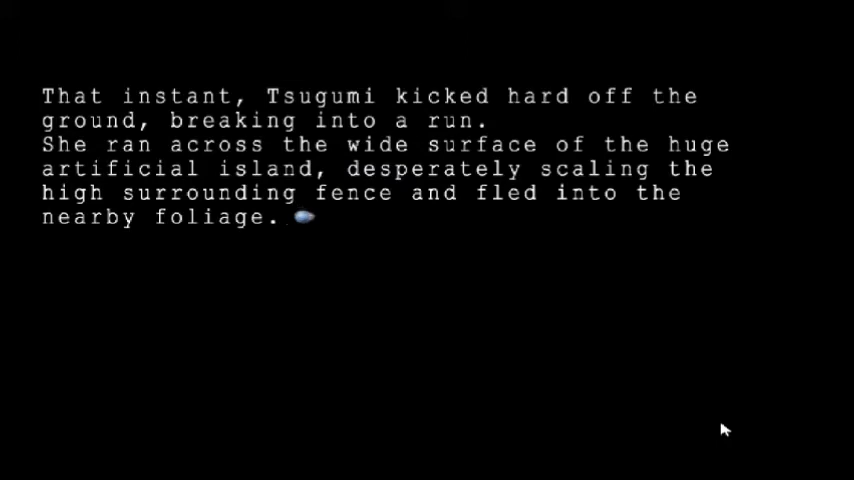 That instant, Tsugumi kicked hard off the
ground, breaking into a run.
She ran across the wide surface of the huge
artificial island, desperately scaling the
high surrounding fence and fled into the
nearby foliage.